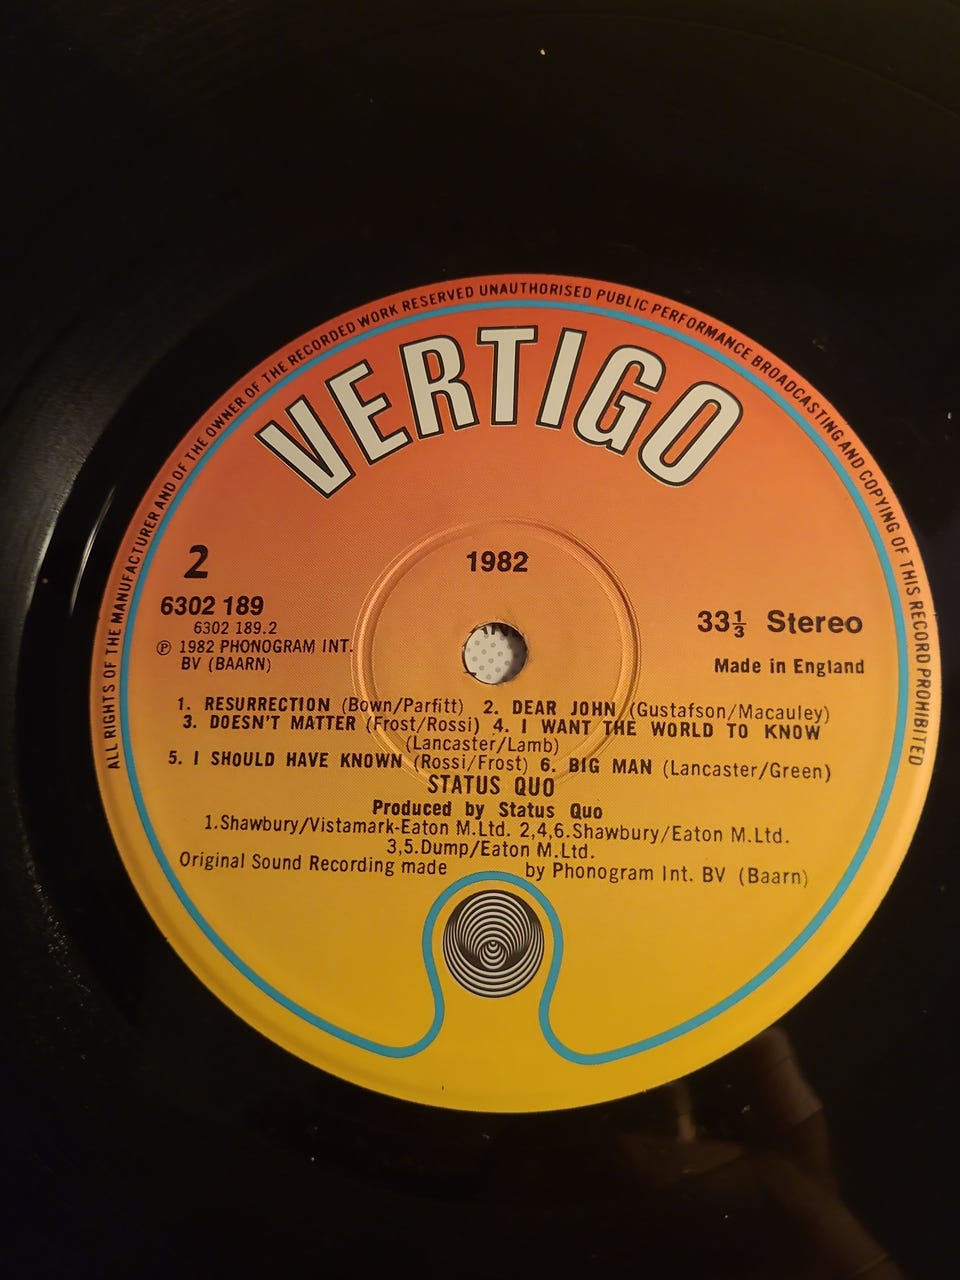 ALL RIGHTS OF THE MANUFACTURER AND OF THE OWNER OF THE RECORDED WORK RESERVED UNAUTHORISED PUBLIC PERFORMANCE BROADCASTING AND COPYING OF THIS RECORD PROHIBITED
VERTIGO
1982
2
6302 189
6302 189.2
℗ 1982 PHONOGRAM INT.
BV (BAARN)
33⅓ Stereo
Made in England
1. RESURRECTION (Bown/Parfitt) 2. DEAR JOHN (Gustafson/Macauley)
3. DOESN'T MATTER (Frost/Rossi) 4. I WANT THE WORLD TO KNOW
(Lancaster/Lamb)
5. I SHOULD HAVE KNOWN (Rossi/Frost) 6. BIG MAN (Lancaster/Green)
STATUS QUO
Produced by Status Quo
1.Shawbury/Vistamark-Eaton M.Ltd. 2,4,6.Shawbury/Eaton M.Ltd.
3,5.Dump/Eaton M.Ltd.
Original Sound Recording made by Phonogram Int. BV (Baarn)